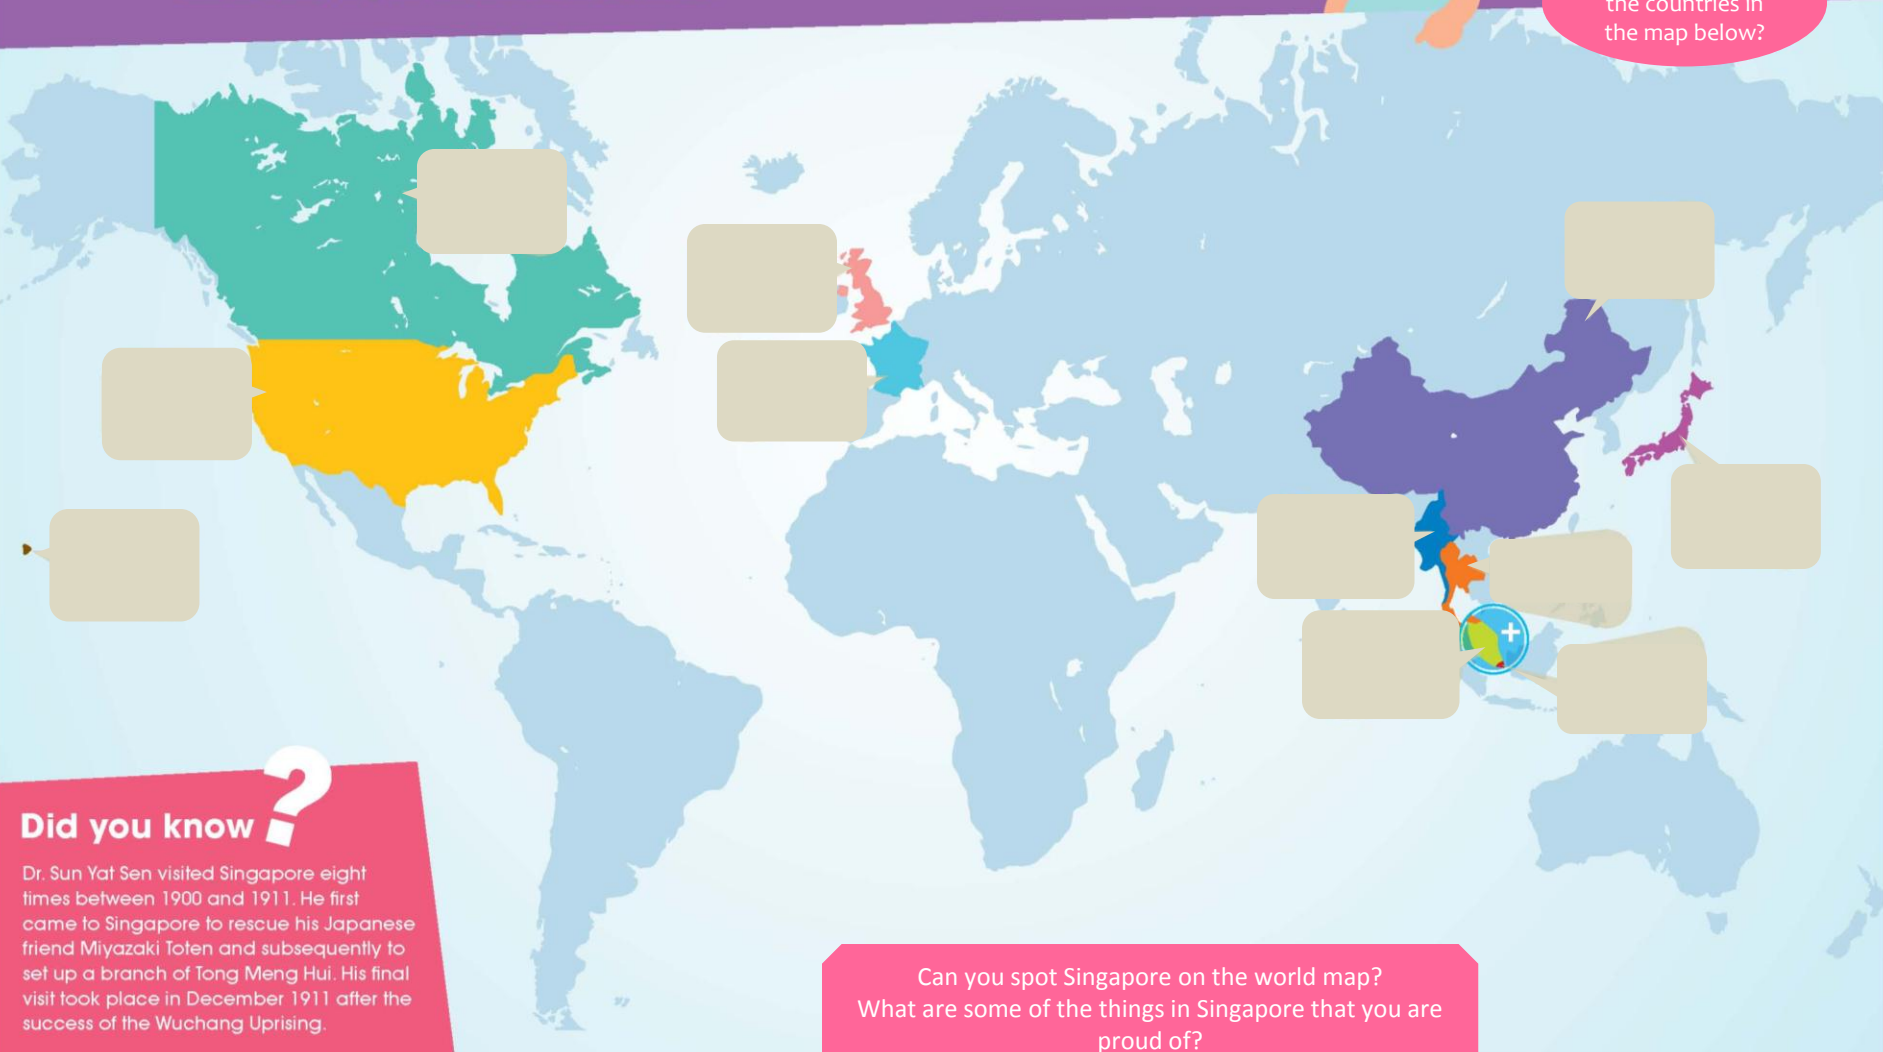 the countries in
the map below?
Did you know ?
Dr. Sun Yat Sen visited Singapore eight
times between 1900 and 1911. He first
came to Singapore to rescue his Japanese
friend Miyazaki Toten and subsequently to
set up a branch of Tong Meng Hui. His final
visit took place in December 1911 after the
success of the Wuchang Uprising.
Can you spot Singapore on the world map?
What are some of the things in Singapore that you are
proud of?